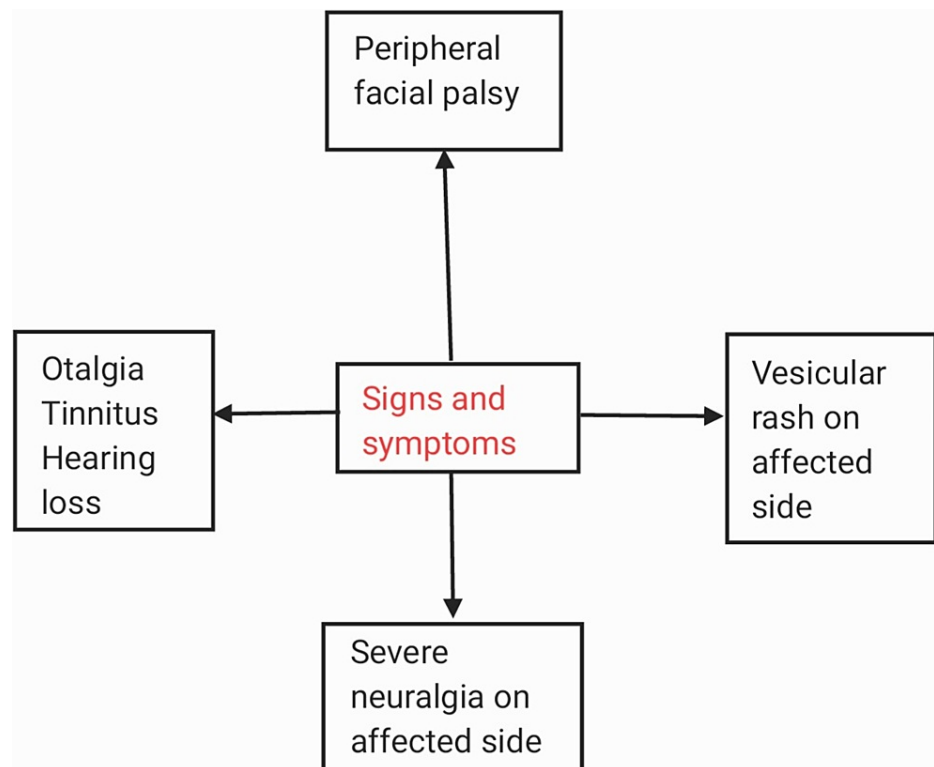 Peripheral
facial palsy
Otalgia
Tinnitus
Hearing
loss
Signs and
symptoms
Vesicular
rash on
affected
side
Severe
neuralgia on
affected side